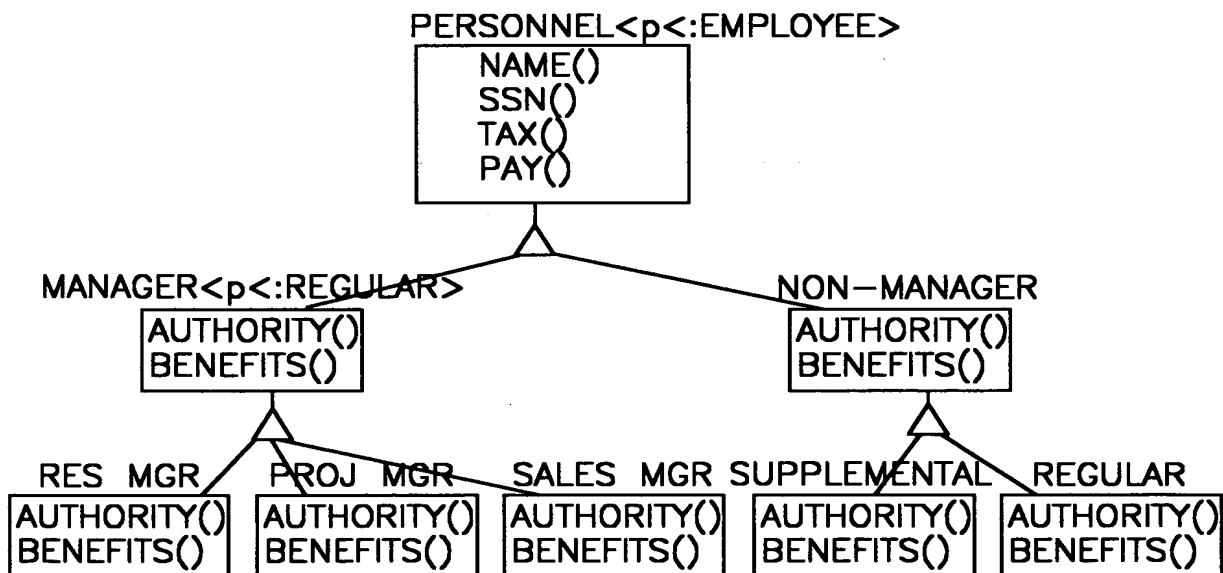 PERSONNEL<p<:EMPLOYEE>
NAME()
SSN()
TAX()
PAY()
MANAGER<p<:REGULAR>
NON-MANAGER
AUTHORITY()
BENEFITS()
AUTHORITY()
BENEFITS()
RES MGR
PROJ MGR
SALES MGR
SUPPLEMENTAL
REGULAR
AUTHORITY()
BENEFITS()
AUTHORITY()
BENEFITS()
AUTHORITY()
BENEFITS()
AUTHORITY()
BENEFITS()
AUTHORITY()
BENEFITS()